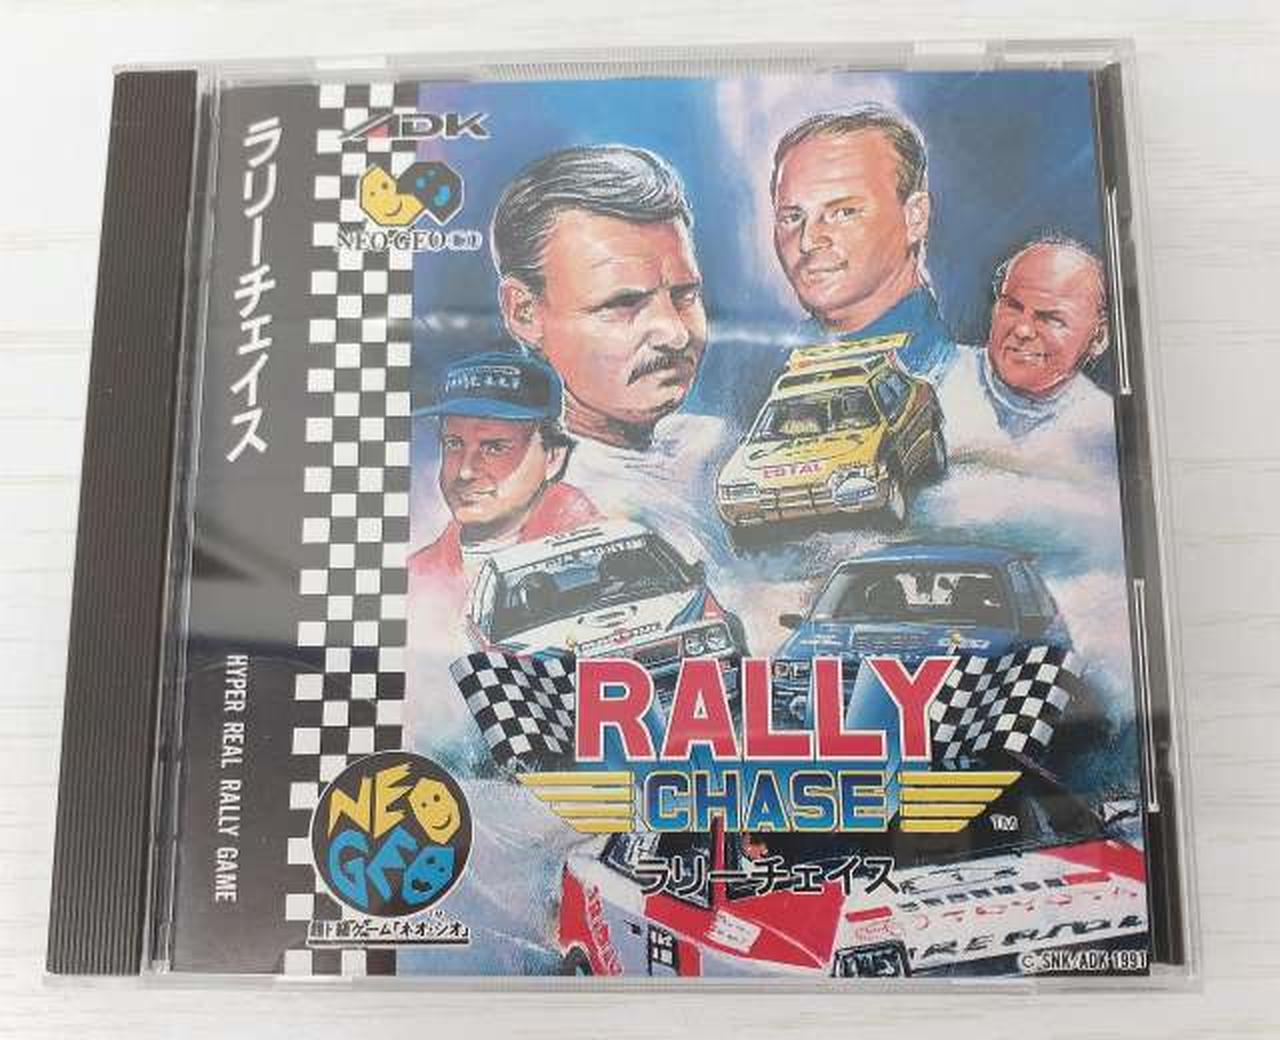 ラリーチェイス
HYPER REAL RALLY GAME
ADK
NEO·GEO CD
CAMEL
TOTAL
RALLY
CHASE
TM
ラリーチェイス
NEO
GEO
© SNK/ADK 1991